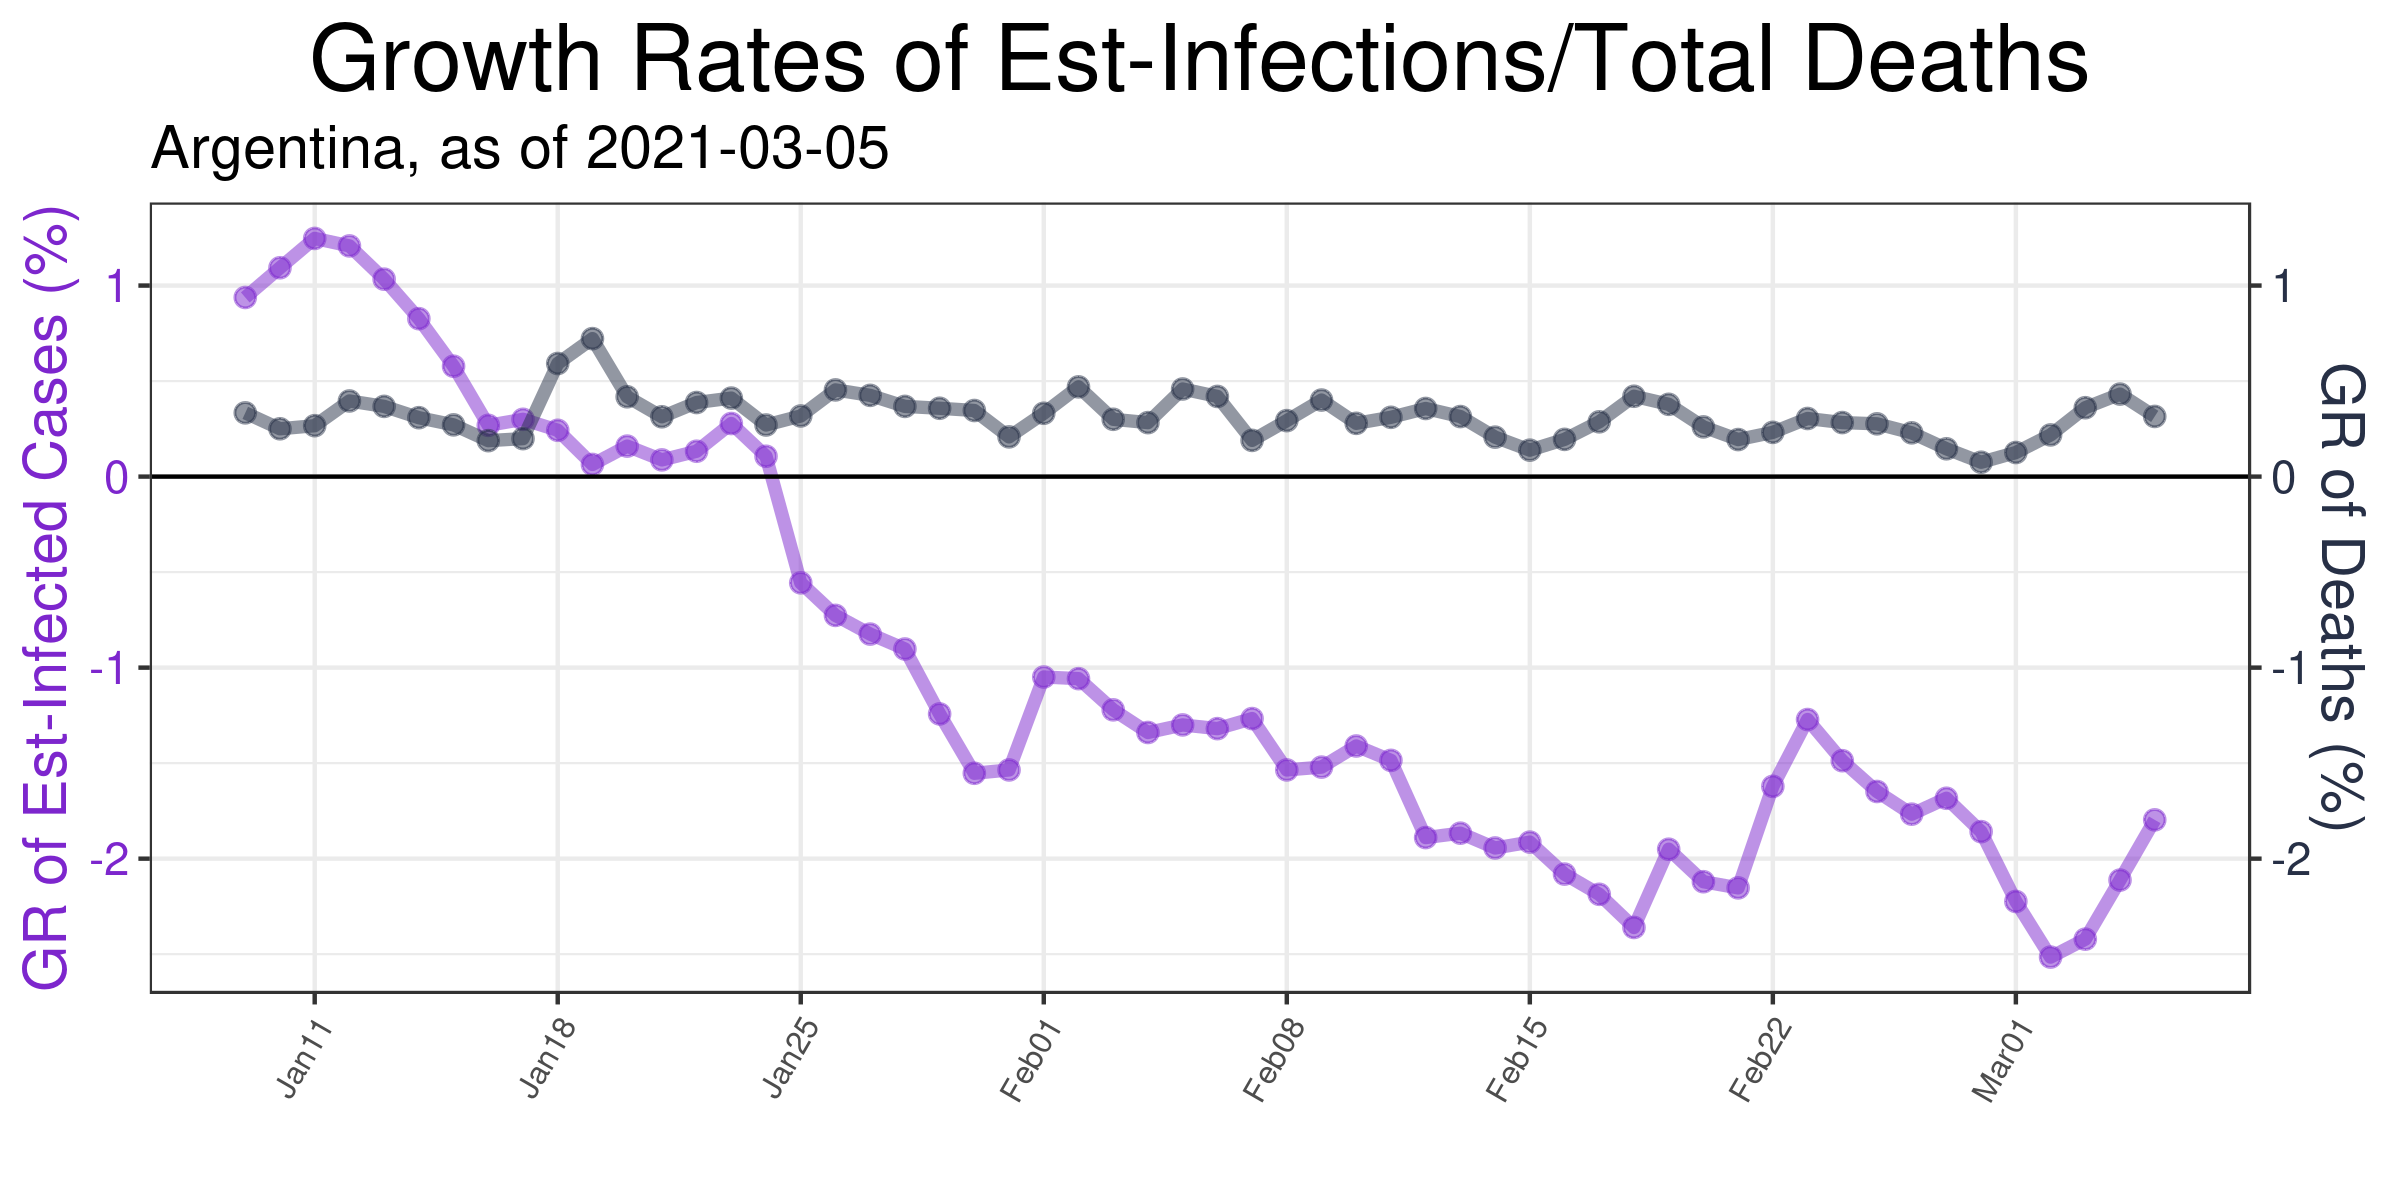 Growth Rates of Est-Infections/Total Deaths
Argentina, as of 2021-03-05
GR of Est-Infected Cases (%)
1
0
-1
-2
1
0
-1
-2
GR of Deaths (%)
Jan11
Jan18
Jan25
Feb01
Feb08
Feb15
Feb22
Mar01